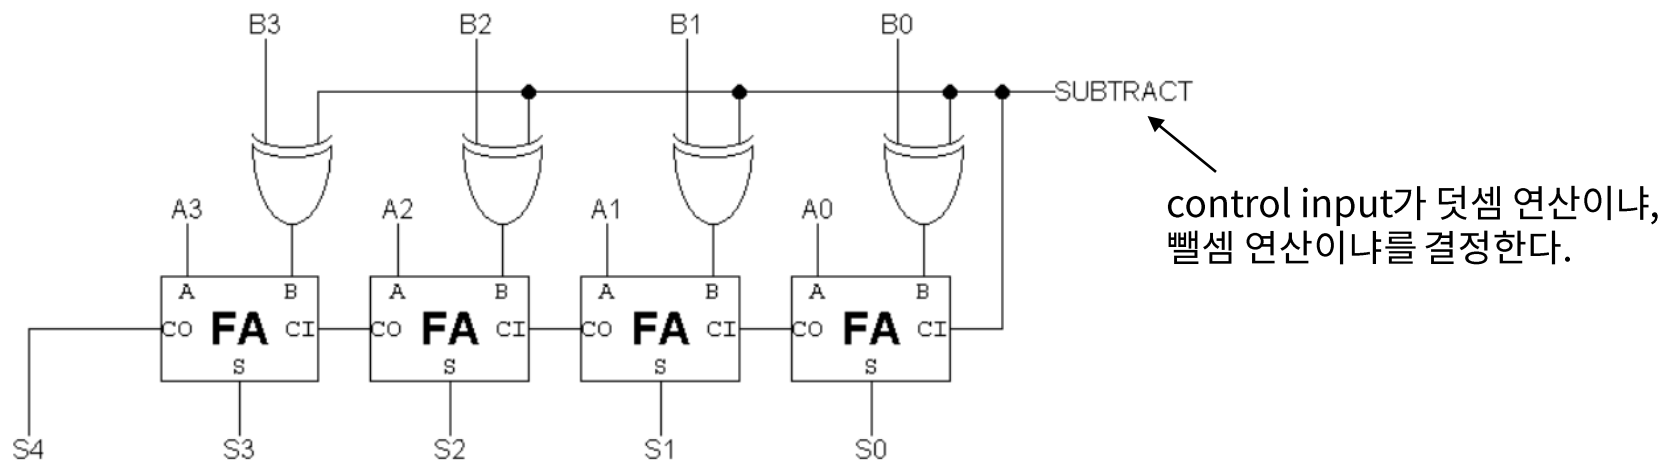 B3 B2 B1 B0
SUBTRACT
control input가 덧셈 연산이냐,
뺄셈 연산이냐를 결정한다.
A3 A2 A1 A0
A B A B A B A B
CO FA CI CO FA CI CO FA CI CO FA CI
S S S S
S4 S3 S2 S1 S0